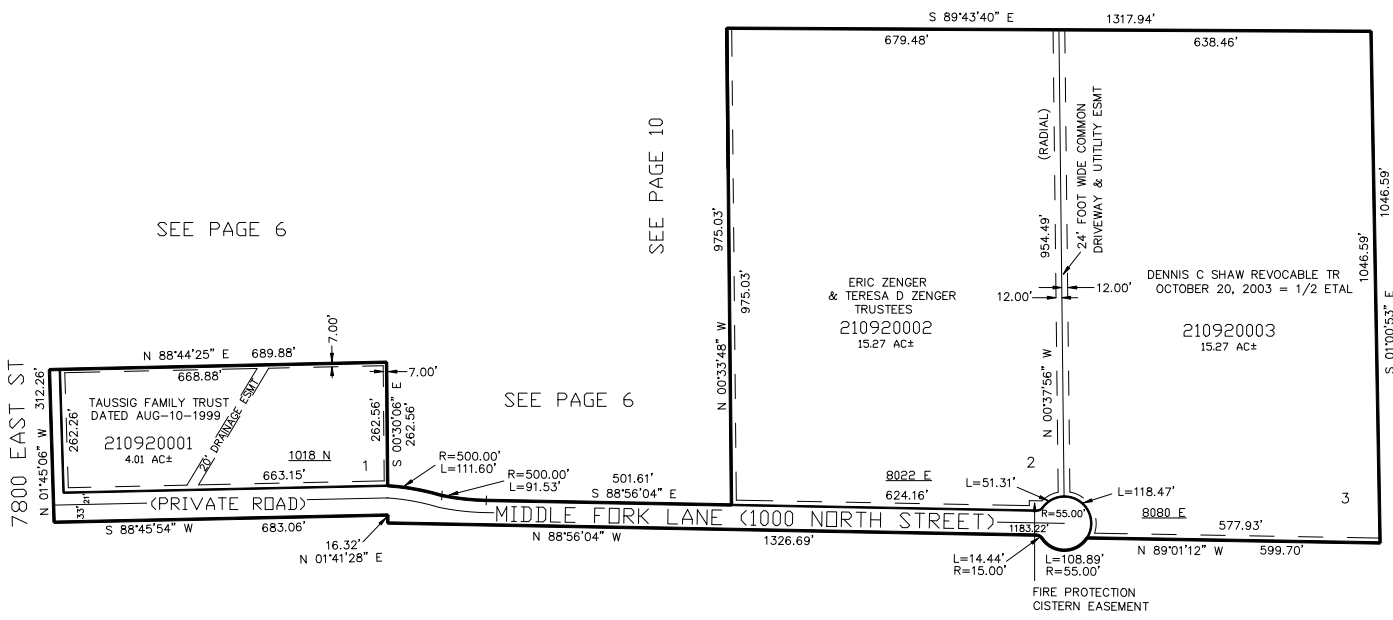 S 89°43'40" E
1317.94'
679.48'
638.46'
SEE PAGE 10
SEE PAGE 6
(RADIAL)
24' FOOT WIDE COMMON
DRIVEWAY & UTITLITY ESMT
954.49'
975.03'
975.03'
1046.59'
1046.59'
ERIC ZENGER
& TERESA D ZENGER
TRUSTEES
210920002
15.27 AC±
12.00'
12.00'
DENNIS C SHAW REVOCABLE TR
OCTOBER 20, 2003 = 1/2 ETAL
210920003
15.27 AC±
N 00°33'48" W
N 00°37'56" W
S 01°00'53" E
7800 EAST ST
N 88°44'25" E
689.88'
7.00'
668.88'
7.00'
312.26'
262.26'
TAUSSIG FAMILY TRUST
DATED AUG-10-1999
210920001
4.01 AC±
20' DRAINAGE ESMT
1018 N
1
663.15'
262.56'
S 00°30'06" E
262.56'
SEE PAGE 6
N 01°45'06" W
33'
21'
(PRIVATE ROAD)
S 88°45'54" W
683.06'
16.32'
N 01°41'28" E
R=500.00'
L=111.60'
R=500.00'
L=91.53'
501.61'
S 88°56'04" E
MIDDLE FORK LANE (1000 NORTH STREET)
N 88°56'04" W
1326.69'
8022 E
624.16'
2
L=51.31'
R=55.00'
1183.22'
L=118.47'
8080 E
3
577.93'
N 89°01'12" W
599.70'
L=14.44'
R=15.00'
L=108.89'
R=55.00'
FIRE PROTECTION
CISTERN EASEMENT